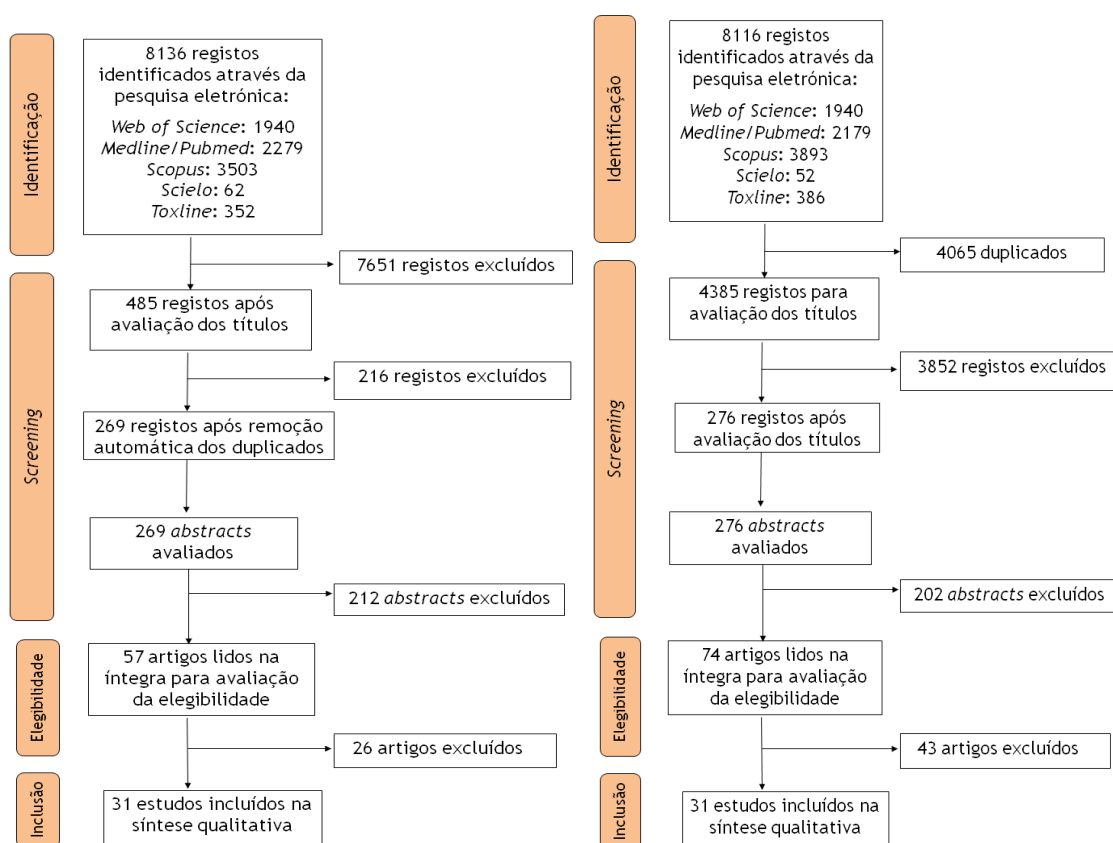 Identificação
8136 registos
identificados através da
pesquisa eletrónica:
Web of Science: 1940
Medline/Pubmed: 2279
Scopus: 3503
Scielo: 62
Toxline: 352
7651 registos excluídos
Screening
485 registos após
avaliação dos títulos
216 registos excluídos
269 registos após remoção
automática dos duplicados
269 abstracts
avaliados
212 abstracts excluídos
Elegibilidade
57 artigos lidos na
íntegra para avaliação
da elegibilidade
26 artigos excluídos
Inclusão
31 estudos incluídos na
síntese qualitativa
Identificação
8116 registos
identificados através da
pesquisa eletrónica:
Web of Science: 1940
Medline/Pubmed: 2179
Scopus: 3893
Scielo: 52
Toxline: 386
4065 duplicados
Screening
4385 registos para
avaliação dos títulos
3852 registos excluídos
276 registos após
avaliação dos títulos
276 abstracts
avaliados
202 abstracts excluídos
Elegibilidade
74 artigos lidos na
íntegra para avaliação
da elegibilidade
43 artigos excluídos
Inclusão
31 estudos incluídos na
síntese qualitativa